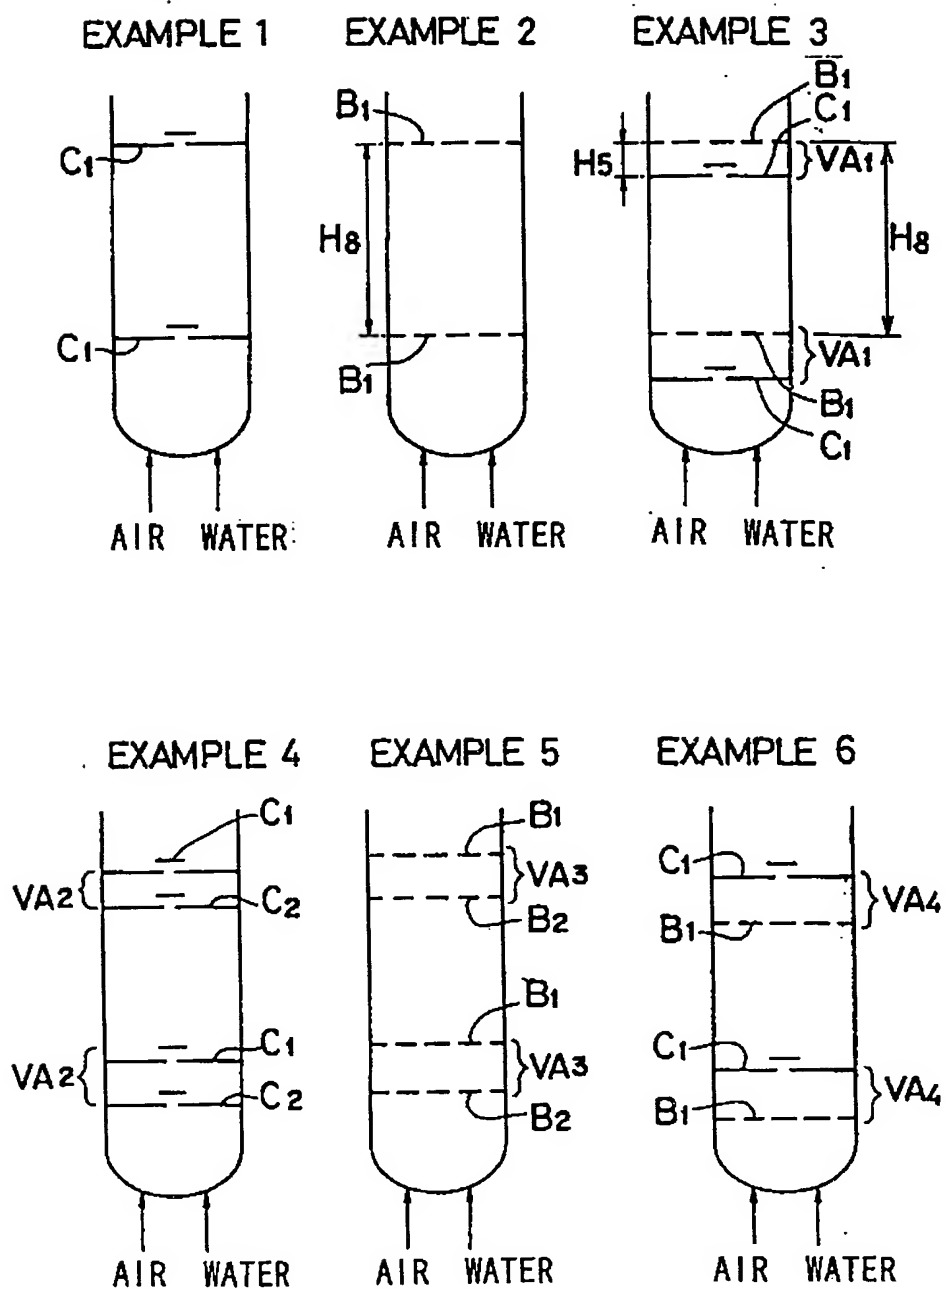 EXAMPLE 1
C1
C1
AIR WATER
EXAMPLE 2
B1
H8
B1
AIR WATER
EXAMPLE 3
B1
C1
H5
VA1
H8
VA1
B1
C1
AIR WATER
EXAMPLE 4
C1
VA2
C2
C1
VA2
C2
AIR WATER
EXAMPLE 5
B1
VA3
B2
B1
VA3
B2
AIR WATER
EXAMPLE 6
C1
VA4
B1
C1
VA4
B1
AIR WATER